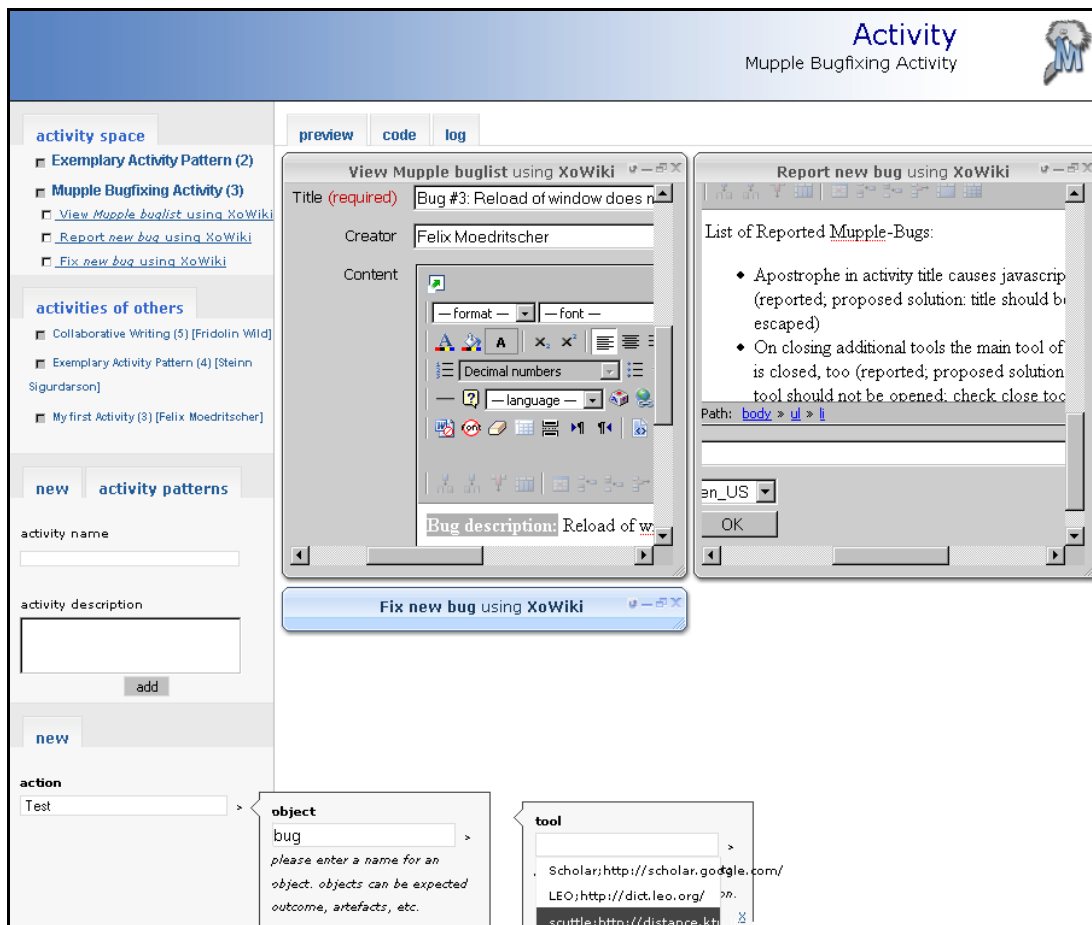 Activity
Mupple Bugfixing Activity
M
activity space
Exemplary Activity Pattern (2)
Mupple Bugfixing Activity (3)
View Mupple buglist using XoWiki
Report new bug using XoWiki
Fix new bug using XoWiki
activities of others
Collaborative Writing (5) [Fridolin Wild]
Exemplary Activity Pattern (4) [Steinn
Sigurdarson]
My first Activity (3) [Felix Moedritscher]
new
activity patterns
activity name
activity description
add
new
action
Test
>
object
bug
>
please enter a name for an
object. objects can be expected
outcome, artefacts, etc.
tool
>
Scholar;http://scholar.google.com/
LEO;http://dict.leo.org/
on.
scuttle;http://distance.ktu
preview
code
log
View Mupple buglist using XoWiki
Title (required)
Bug #3: Reload of window does n
Creator
Felix Moedritscher
Content
— format —
— font —
Decimal numbers
— language —
Bug description: Reload of w
Report new bug using XoWiki
List of Reported Mupple-Bugs:
Apostrophe in activity title causes javascrip
(reported; proposed solution: title should be
escaped)
On closing additional tools the main tool of
is closed, too (reported; proposed solution
tool should not be opened; check close too
Path: body » ul » li
en_US
OK
Fix new bug using XoWiki